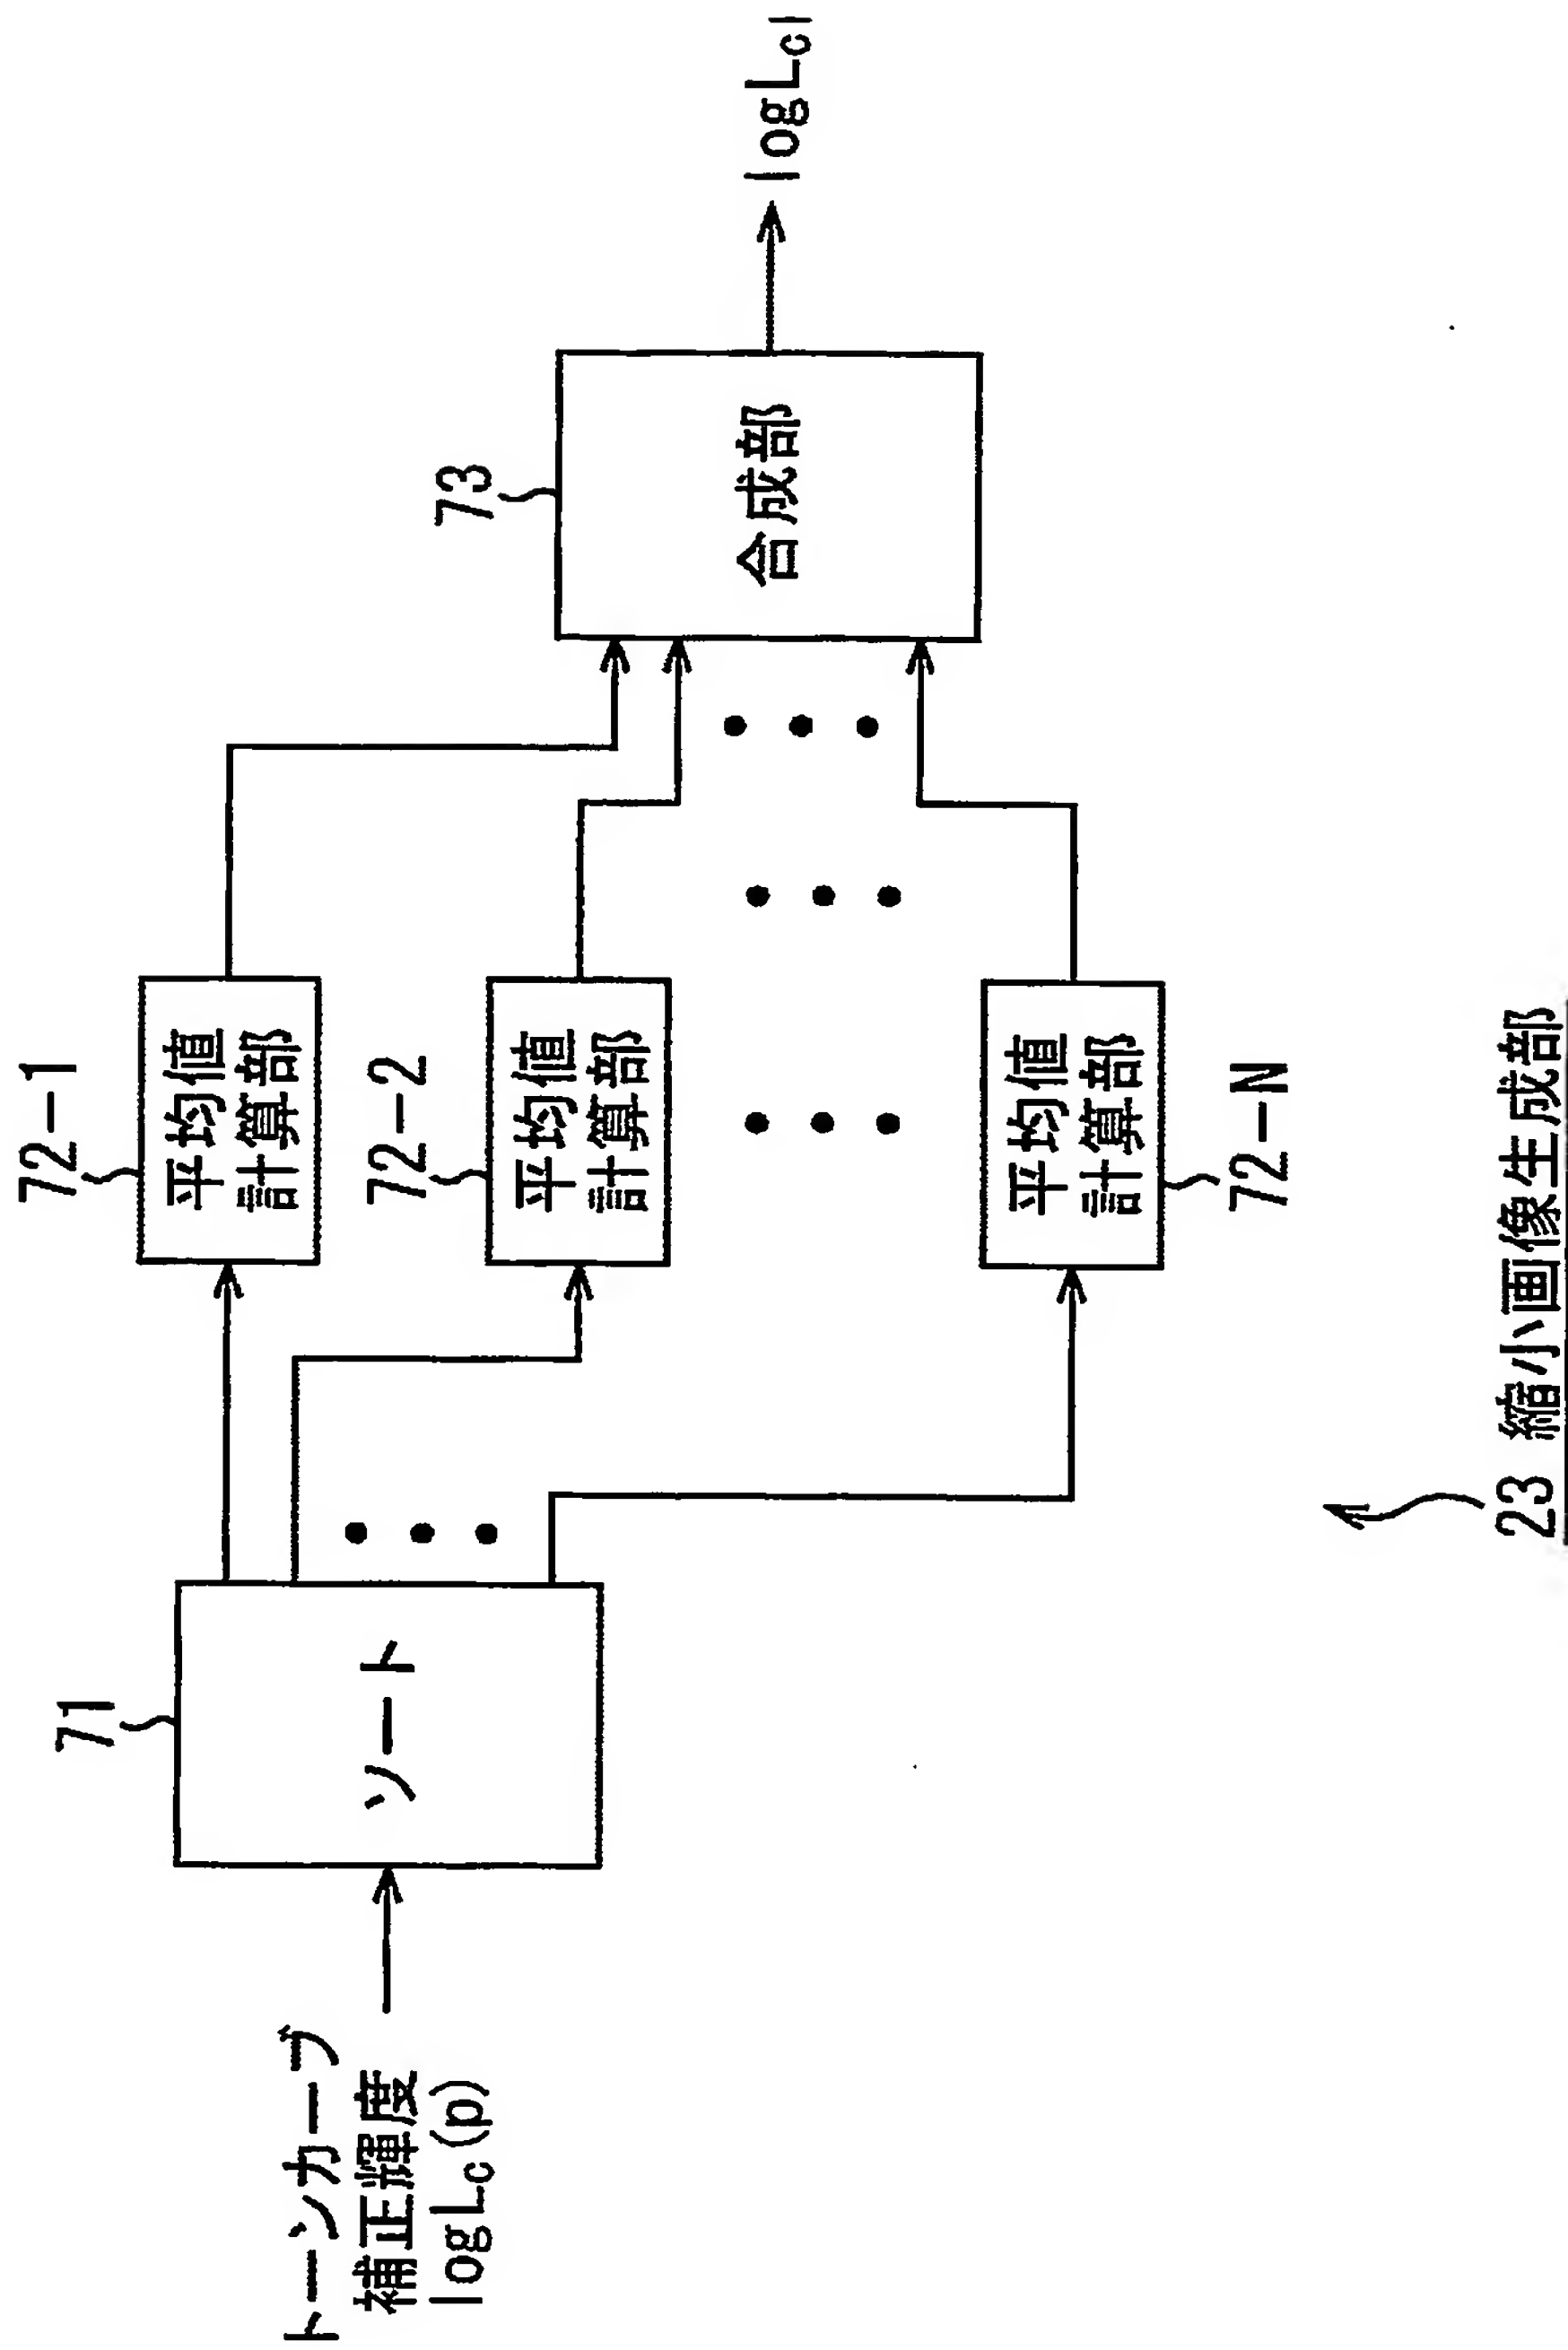 トーンカーブ
補正輝度
logLc(p)
71
ソート
72-1
平均値
計算部
72-2
平均値
計算部
平均値
計算部
72-N
73
合成部
logLcl
23 縮小画像生成部